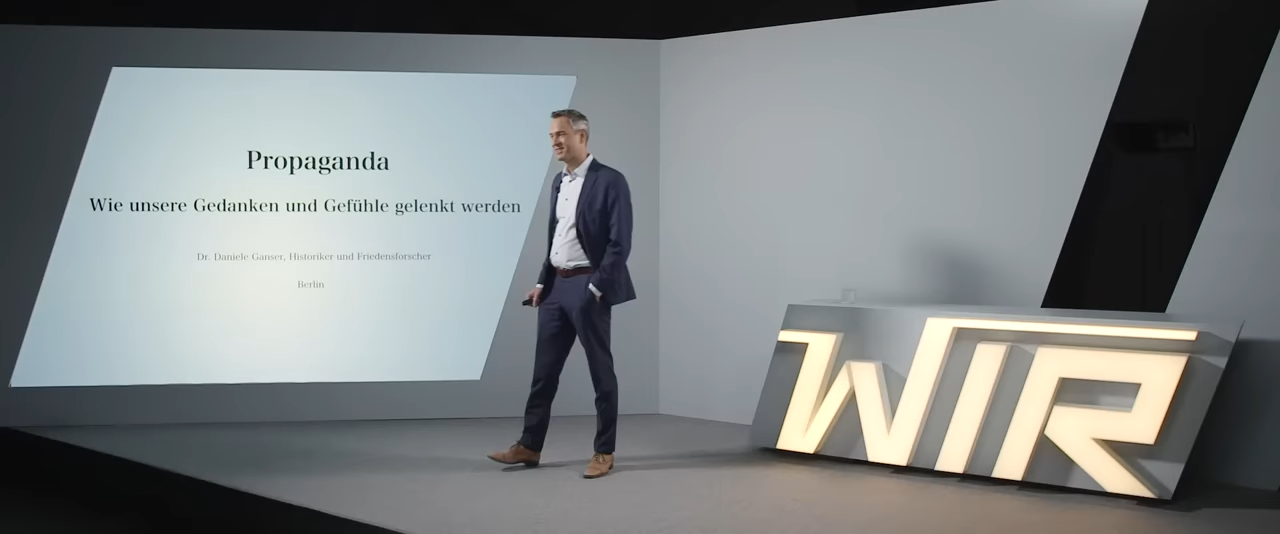 Propaganda
Wie unsere Gedanken und Gefühle gelenkt werden
Dr. Daniele Ganser, Historiker und Friedensforscher
Berlin
WIR